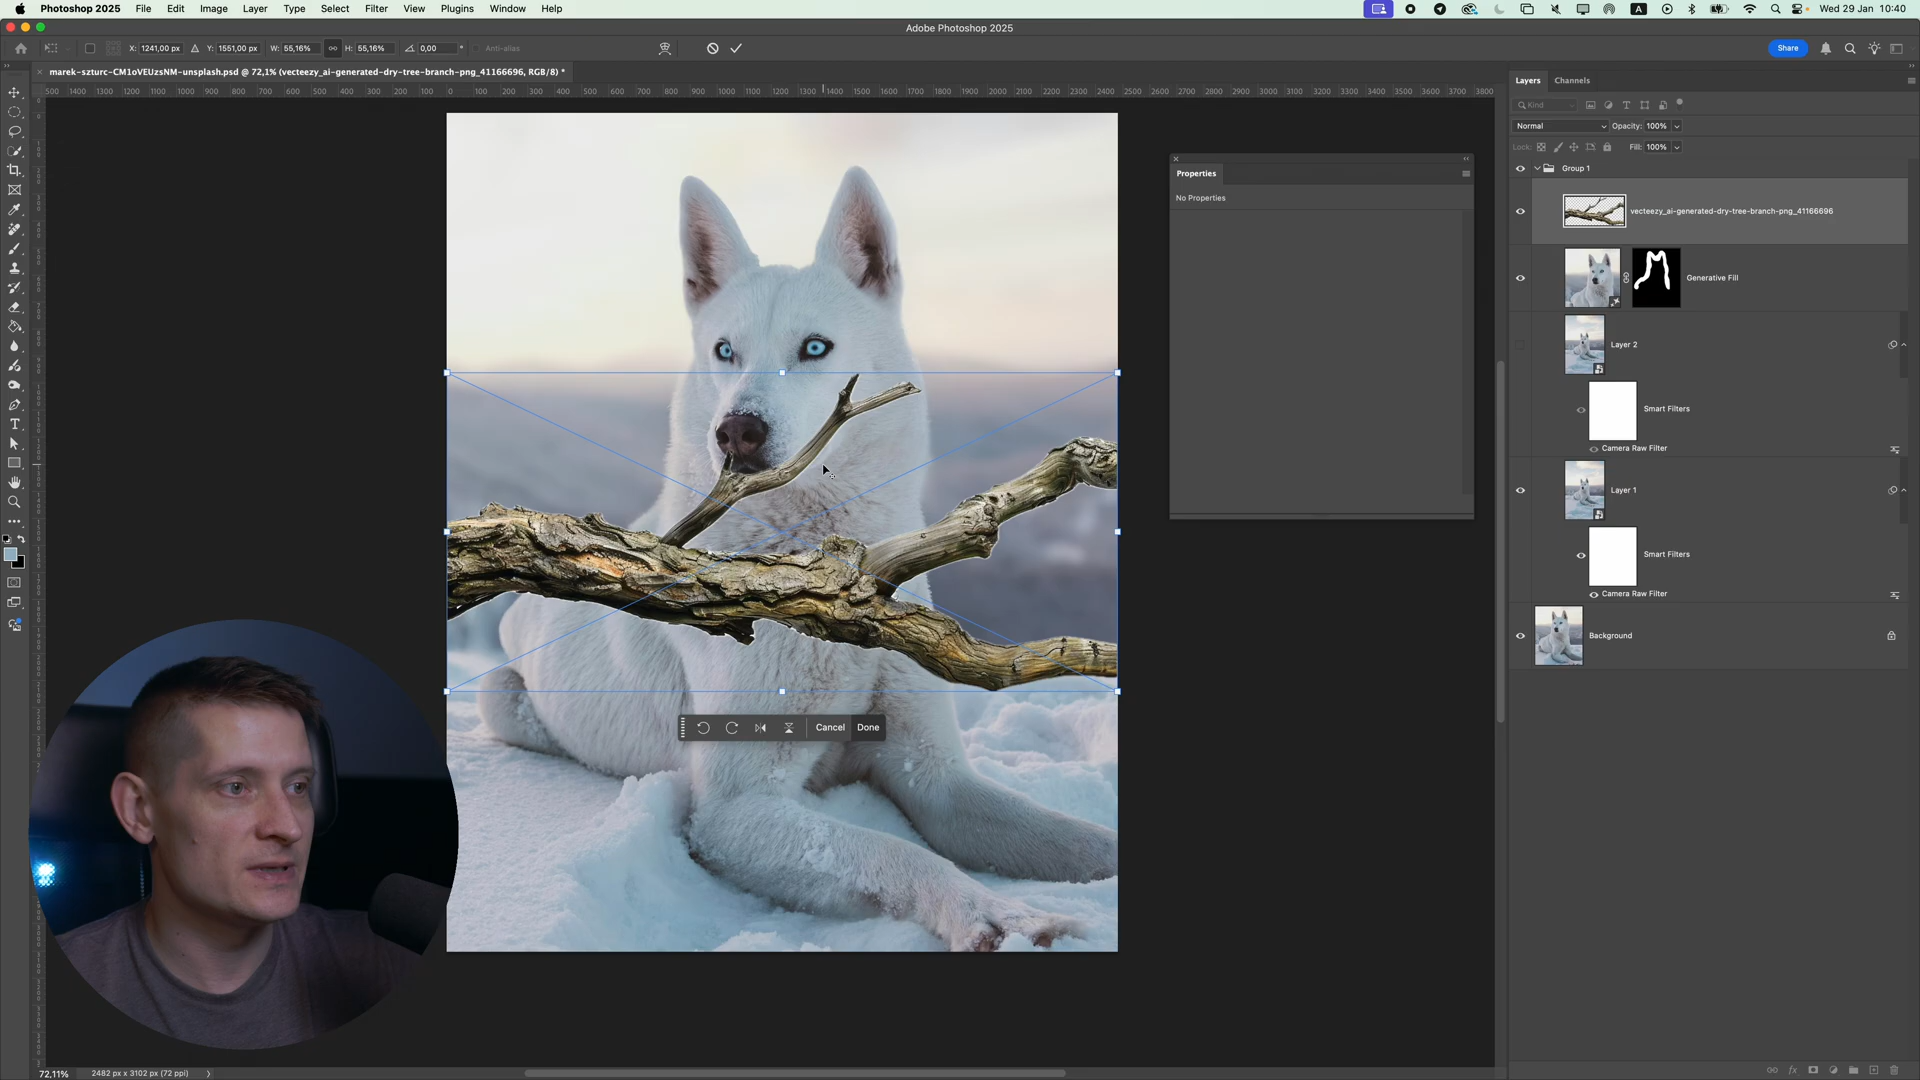 Photoshop 2025 File Edit Image Layer Type Select Filter View Plugins Window Help
A Wed 29 Jan 10:40
Adobe Photoshop 2025
X: 1241,00 px Y: 1551,00 px W: 55,16% H: 55,16% 0,00 ° Anti-alias
Share
marek-szturc-CM1oVEUzsNM-unsplash.psd @ 72,1% (vecteezy_ai-generated-dry-tree-branch-png_41166696, RGB/8) *
Layers Channels
Kind
Normal Opacity: 100%
Lock: Fill: 100%
Group 1
Properties
No Properties
vecteezy_ai-generated-dry-tree-branch-png_41166696
Generative Fill
Layer 2
Smart Filters
Camera Raw Filter
Layer 1
Smart Filters
Camera Raw Filter
Background
Cancel Done
72,11% 2482 px x 3102 px (72 ppi)